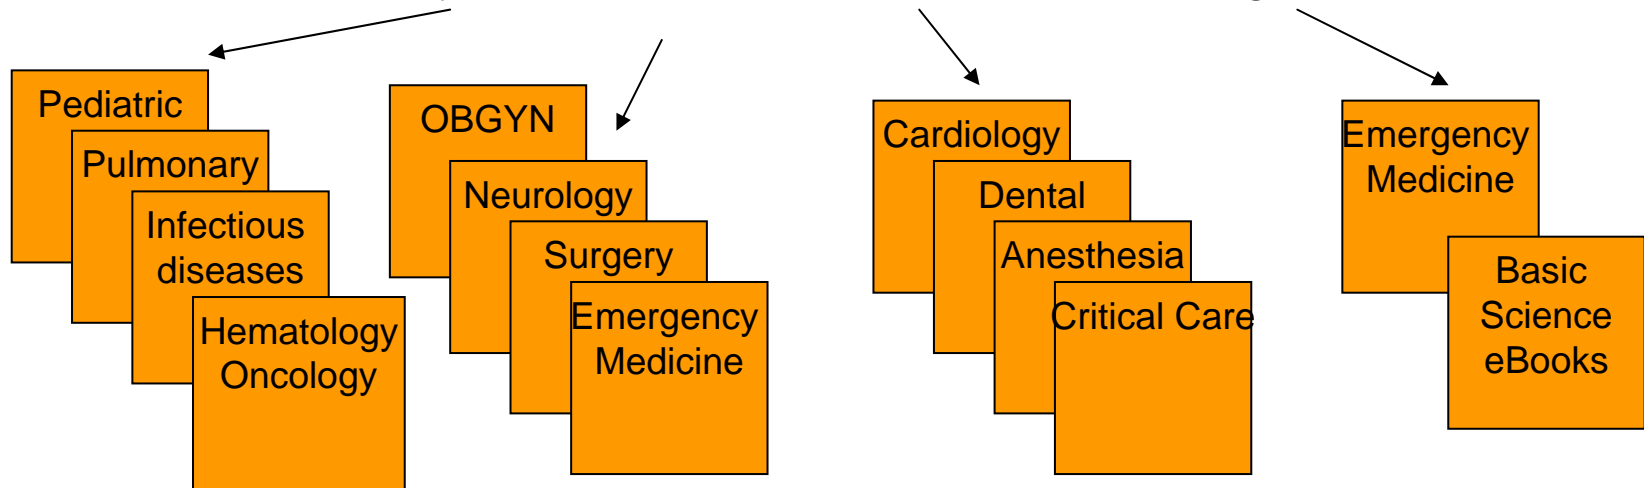 Pediatric
Pulmonary
Infectious
diseases
Hematology
Oncology
OBGYN
Neurology
Surgery
Emergency
Medicine
Cardiology
Dental
Anesthesia
Critical Care
Emergency
Medicine
Basic
Science
eBooks